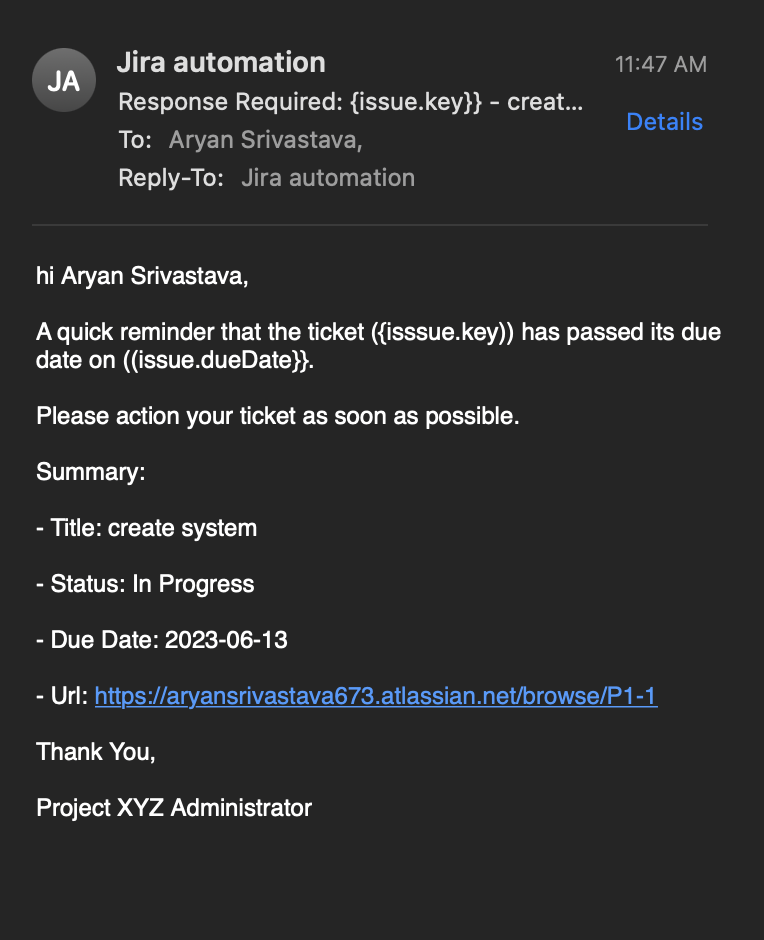 JA
Jira automation
11:47 AM
Response Required: {issue.key}} - creat...
Details
To: Aryan Srivastava,
Reply-To: Jira automation
hi Aryan Srivastava,
A quick reminder that the ticket ({isssue.key)) has passed its due
date on ((issue.dueDate}}.
Please action your ticket as soon as possible.
Summary:
- Title: create system
- Status: In Progress
- Due Date: 2023-06-13
- Url: https://aryansrivastava673.atlassian.net/browse/P1-1
Thank You,
Project XYZ Administrator